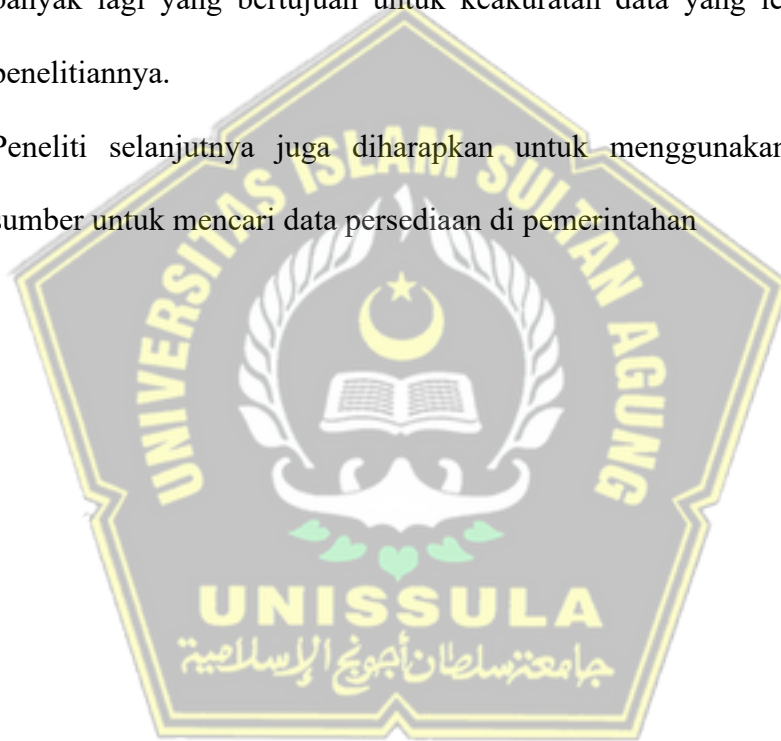 banyak lagi yang bertujuan untuk keakuratan data yang
penelitiannya.
Peneliti selanjutnya juga diharapkan untuk menggunakan
sumber untuk mencari data persediaan di pemerintahan
UNIVERSITAS ISLAM SULTAN AGUNG
UNISSULA
جامعة سلطان أجونج الإسلامية